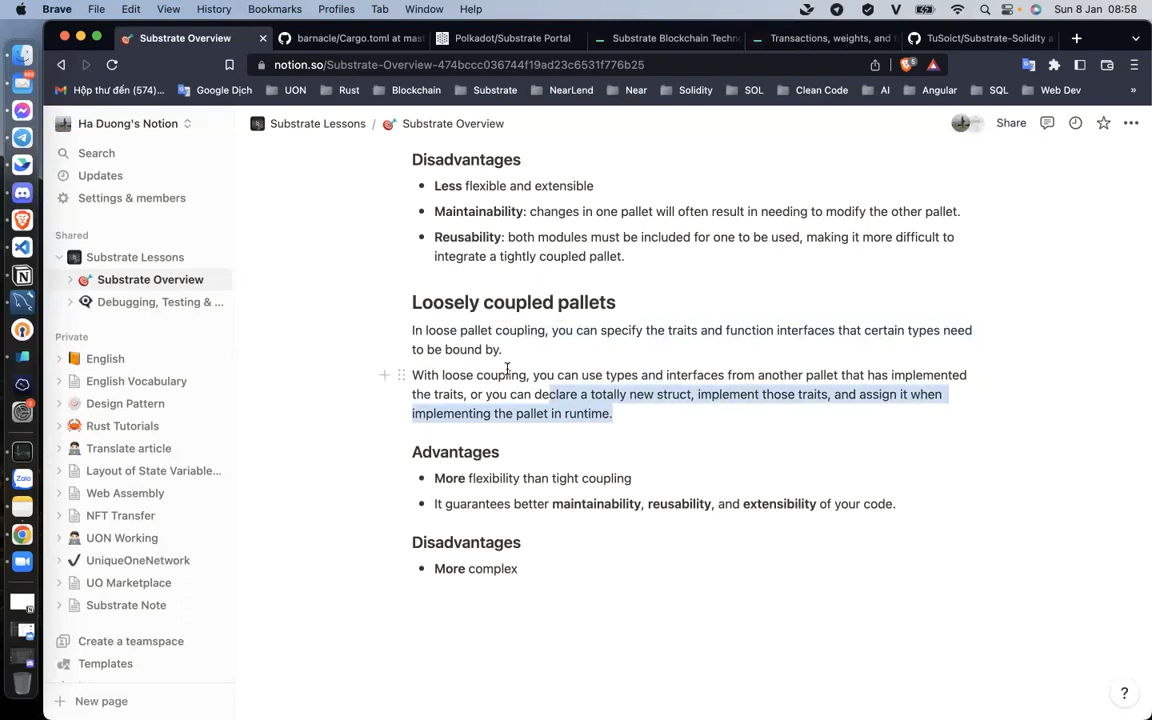 Brave File Edit View History Bookmarks Profiles Tab Window Help Sun 8 Jan 08:58
Substrate Overview barnacle/Cargo.toml at mas Polkadot/Substrate Portal Substrate Blockchain Techn Transactions, weights, and f TuSoict/Substrate-Solidity a
notion.so/Substrate-Overview-474bccc036744f19ad23c6531f776b25 5
Hộp thư đến (574)... Google Dịch UON Rust Blockchain Substrate NearLend Near Solidity SOL Clean Code AI Angular SQL Web Dev »
Ha Duong's Notion
Substrate Lessons / Substrate Overview
Share
Search
Updates
Settings & members
Shared
Substrate Lessons
Substrate Overview
Debugging, Testing & ...
Private
English
English Vocabulary
Design Pattern
Rust Tutorials
Translate article
Layout of State Variable...
Web Assembly
NFT Transfer
UON Working
UniqueOneNetwork
UO Marketplace
Substrate Note
Create a teamspace
Templates
New page
Disadvantages
• Less flexible and extensible
• Maintainability: changes in one pallet will often result in needing to modify the other pallet.
• Reusability: both modules must be included for one to be used, making it more difficult to
integrate a tightly coupled pallet.
Loosely coupled pallets
In loose pallet coupling, you can specify the traits and function interfaces that certain types need
to be bound by.
With loose coupling, you can use types and interfaces from another pallet that has implemented
the traits, or you can declare a totally new struct, implement those traits, and assign it when
implementing the pallet in runtime.
Advantages
• More flexibility than tight coupling
• It guarantees better maintainability, reusability, and extensibility of your code.
Disadvantages
• More complex
?